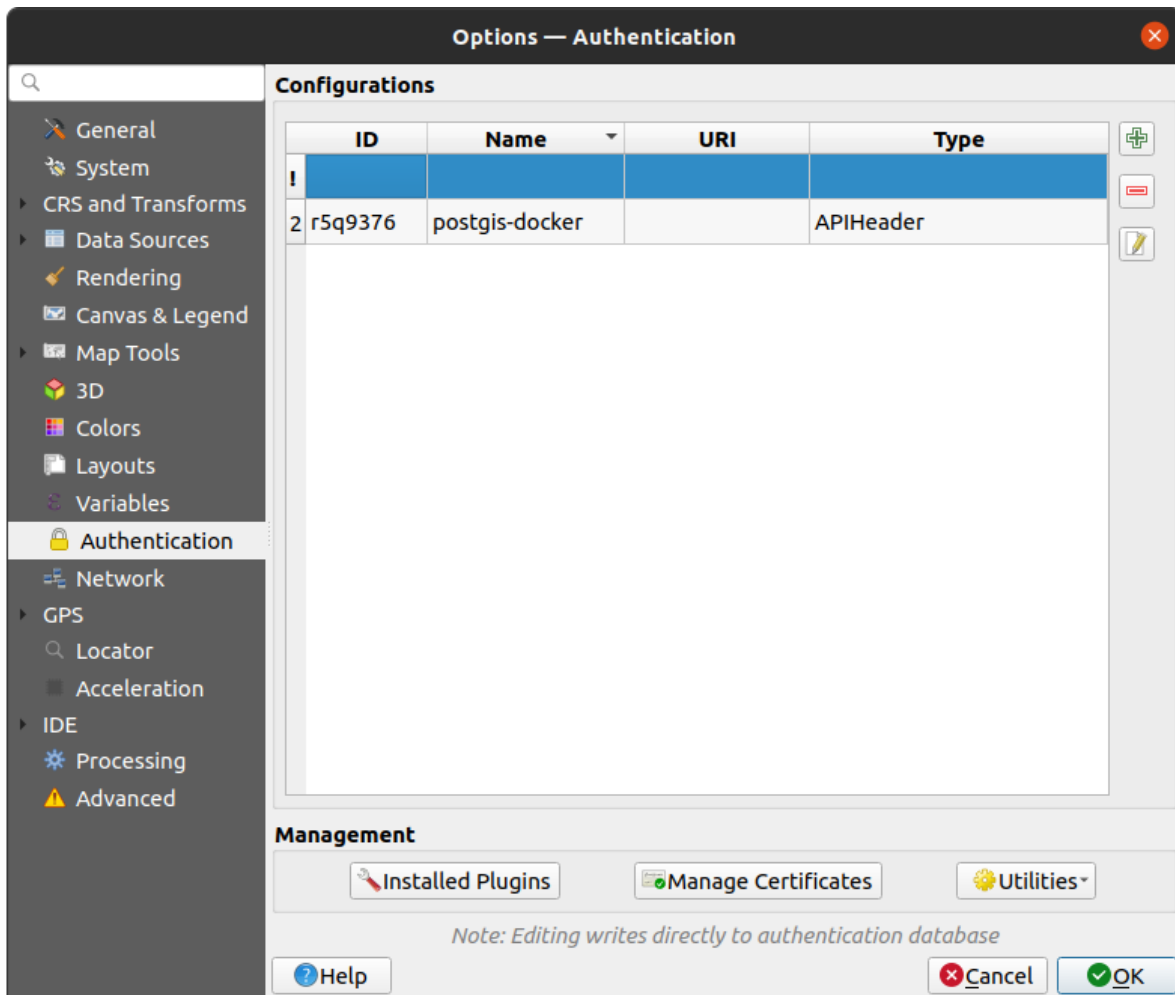 Options — Authentication
General
System
CRS and Transforms
Data Sources
Rendering
Canvas & Legend
Map Tools
3D
Colors
Layouts
Variables
Authentication
Network
GPS
Locator
Acceleration
IDE
Processing
Advanced
Configurations
ID Name URI Type
!
2 r5q9376 postgis-docker APIHeader
Management
Installed Plugins Manage Certificates Utilities
Note: Editing writes directly to authentication database
Help Cancel OK